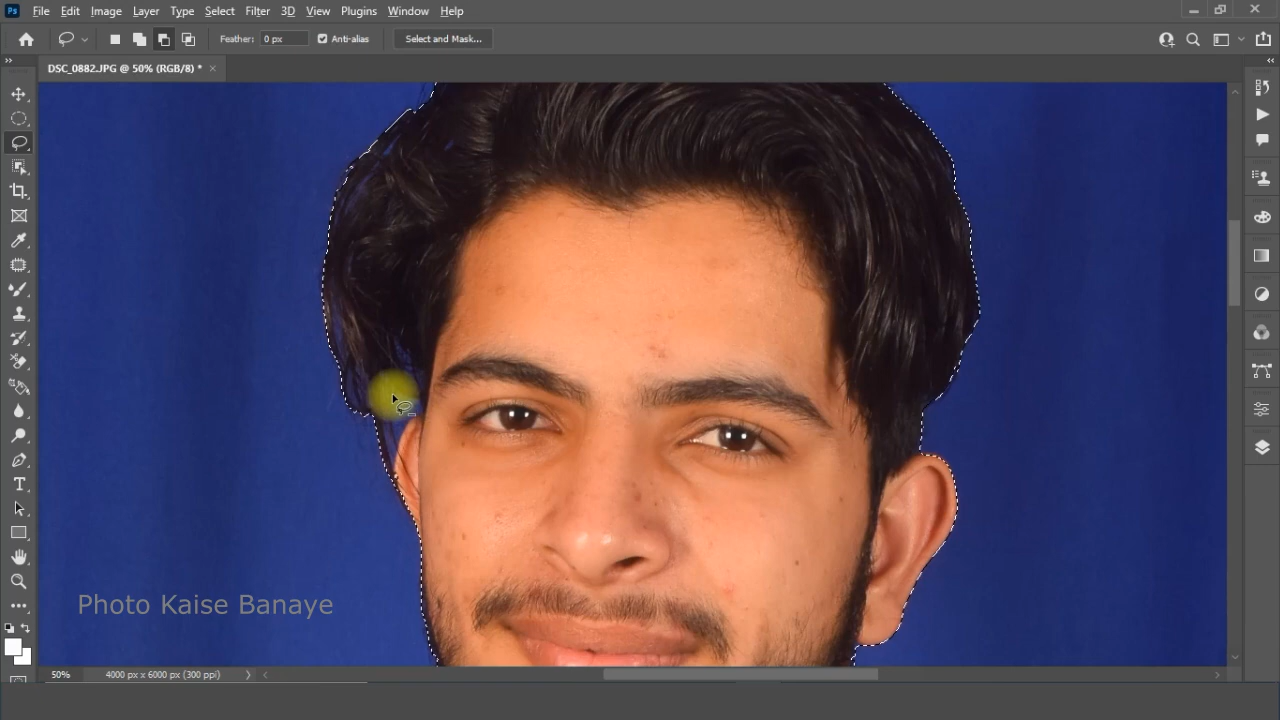 Ps File Edit Image Layer Type Select Filter 3D View Plugins Window Help
Feather: 0 px Anti-alias Select and Mask...
DSC_0882.JPG @ 50% (RGB/8) *
T
Photo Kaise Banaye
50% 4000 px x 6000 px (300 ppi)